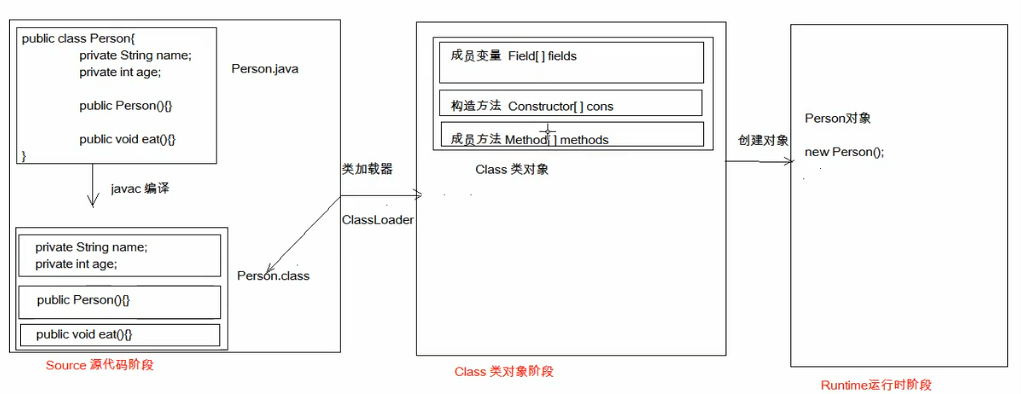 public class Person{
private String name;
private int age;
public Person(){}
public void eat(){}
}
Person.java
javac 编译
private String name;
private int age;
public Person(){}
public void eat(){}
Person.class
Source 源代码阶段
类加载器
ClassLoader
成员变量 Field[ ] fields
构造方法 Constructor[ ] cons
成员方法 Method[ ] methods
Class 类对象
Class 类对象阶段
创建对象
Person对象
new Person();
Runtime运行时阶段